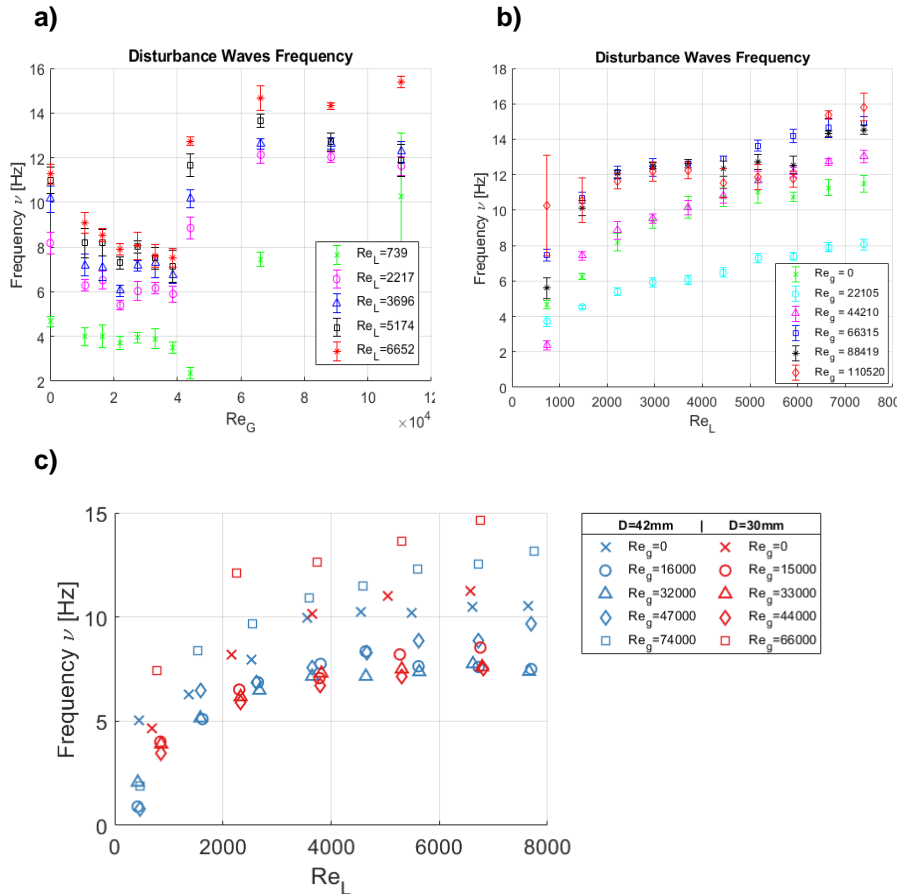 a)
Disturbance Waves Frequency
16
14
12
10
8
6
4
2
Frequency ν [Hz]
0
2
4
6
8
10
12
×10⁴
Re_G
Re_L=739
Re_L=2217
Re_L=3696
Re_L=5174
Re_L=6652
b)
Disturbance Waves Frequency
18
16
14
12
10
8
6
4
2
0
Frequency ν [Hz]
0
1000
2000
3000
4000
5000
6000
7000
800
Re_L
Re_g = 0
Re_g = 22105
Re_g = 44210
Re_g = 66315
Re_g = 88419
Re_g = 110520
c)
15
10
5
0
Frequency ν [Hz]
0
2000
4000
6000
8000
Re_L
D=42mm | D=30mm
Re_g=0 Re_g=0
Re_g=16000 Re_g=15000
Re_g=32000 Re_g=33000
Re_g=47000 Re_g=44000
Re_g=74000 Re_g=66000